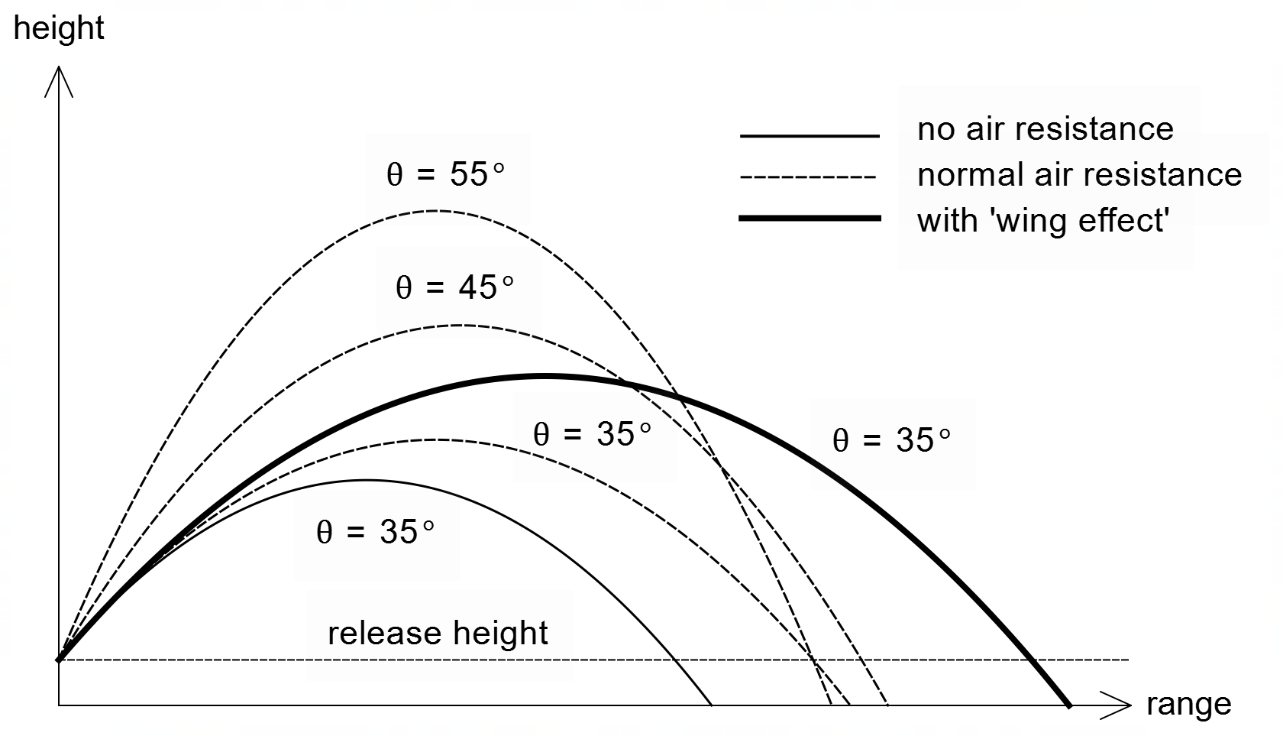 height
no air resistance
normal air resistance
with 'wing effect'
θ = 55°
θ = 45°
θ = 35°
θ = 35°
θ = 35°
release height
range